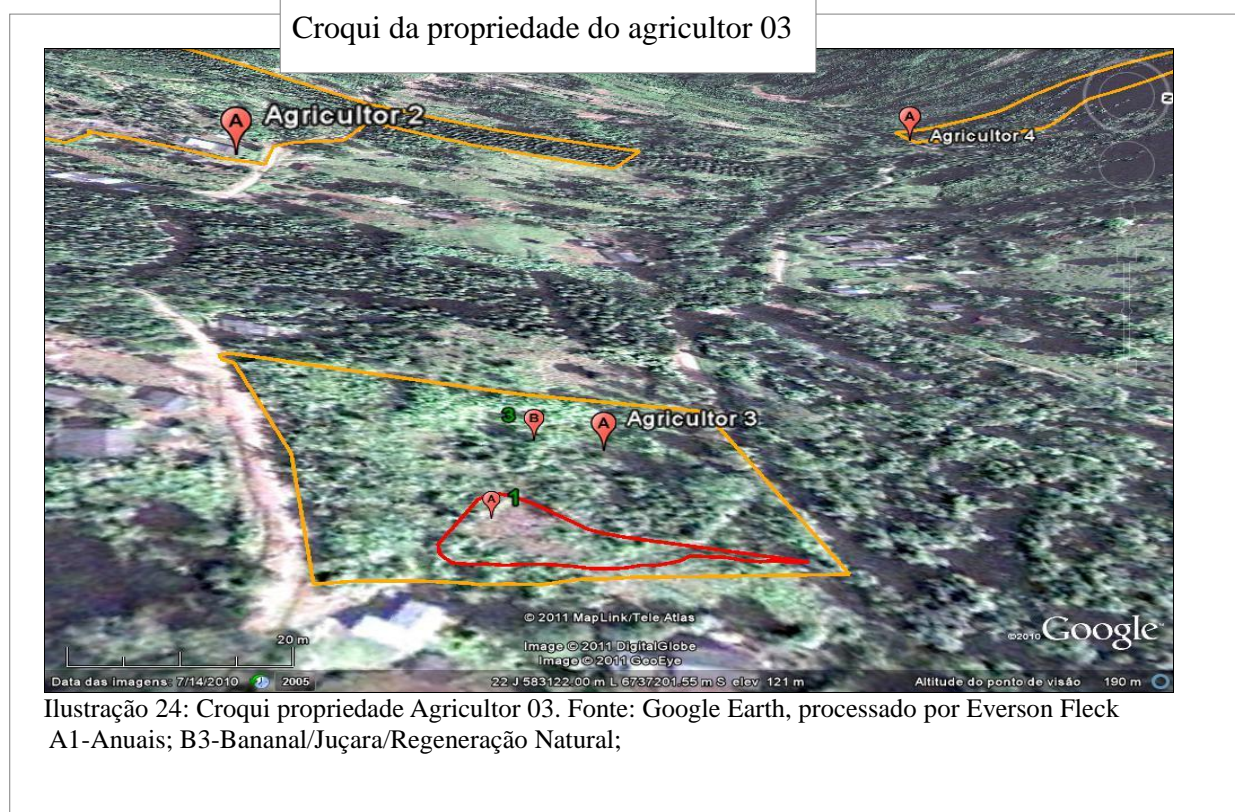 Croqui da propriedade do agricultor 03
A
Agricultor 2
A
Agricultor 4
N
3
B
A
Agricultor 3
A
1
© 2011 MapLink/Tele Atlas
©2010 Google
20 m
Image © 2011 DigitalGlobe
Image © 2011 GeoEye
Data das imagens: 7/14/2010 2005 22 J 583122.00 m L 6737201.55 m S elev 121 m Altitude do ponto de visão 190 m
Ilustração 24: Croqui propriedade Agricultor 03. Fonte: Google Earth, processado por Everson Fleck
A1-Anuais; B3-Bananal/Juçara/Regeneração Natural;